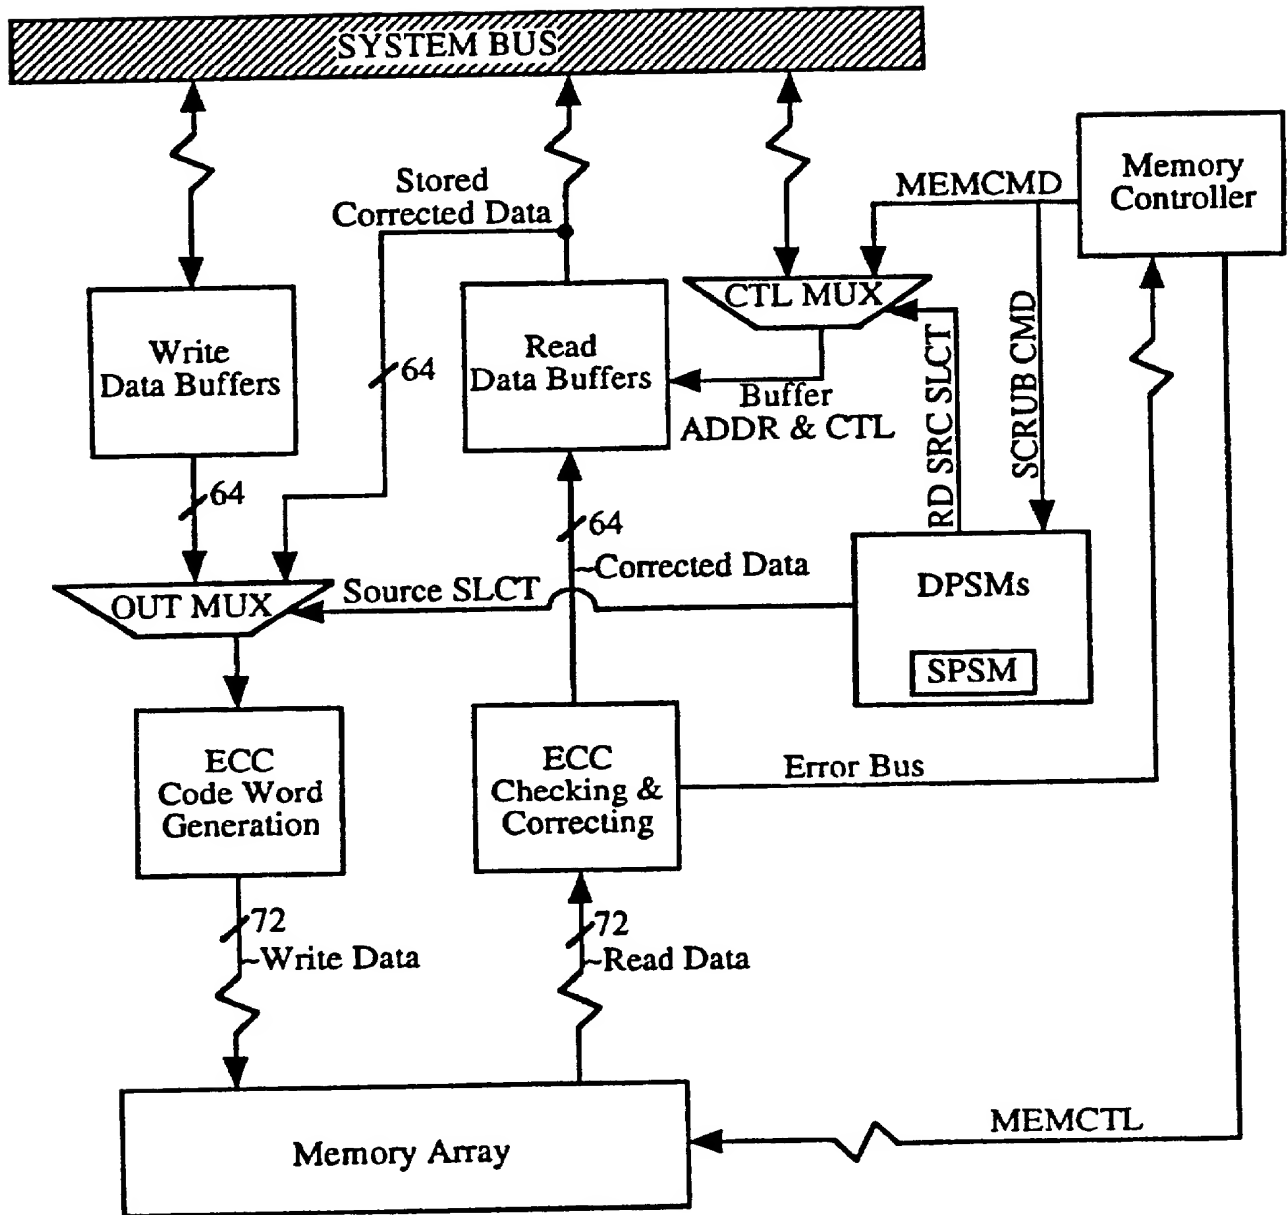 SYSTEM BUS
Memory
Controller
MEMCMD
Stored
Corrected Data
CTL MUX
Write
Data Buffers
64
Read
Data Buffers
Buffer
ADDR & CTL
RD SRC SLCT
SCRUB CMD
64
64
Corrected Data
DPSMs
SPSM
OUT MUX
Source SLCT
ECC
Code Word
Generation
ECC
Checking &
Correcting
Error Bus
72
Write Data
72
Read Data
MEMCTL
Memory Array